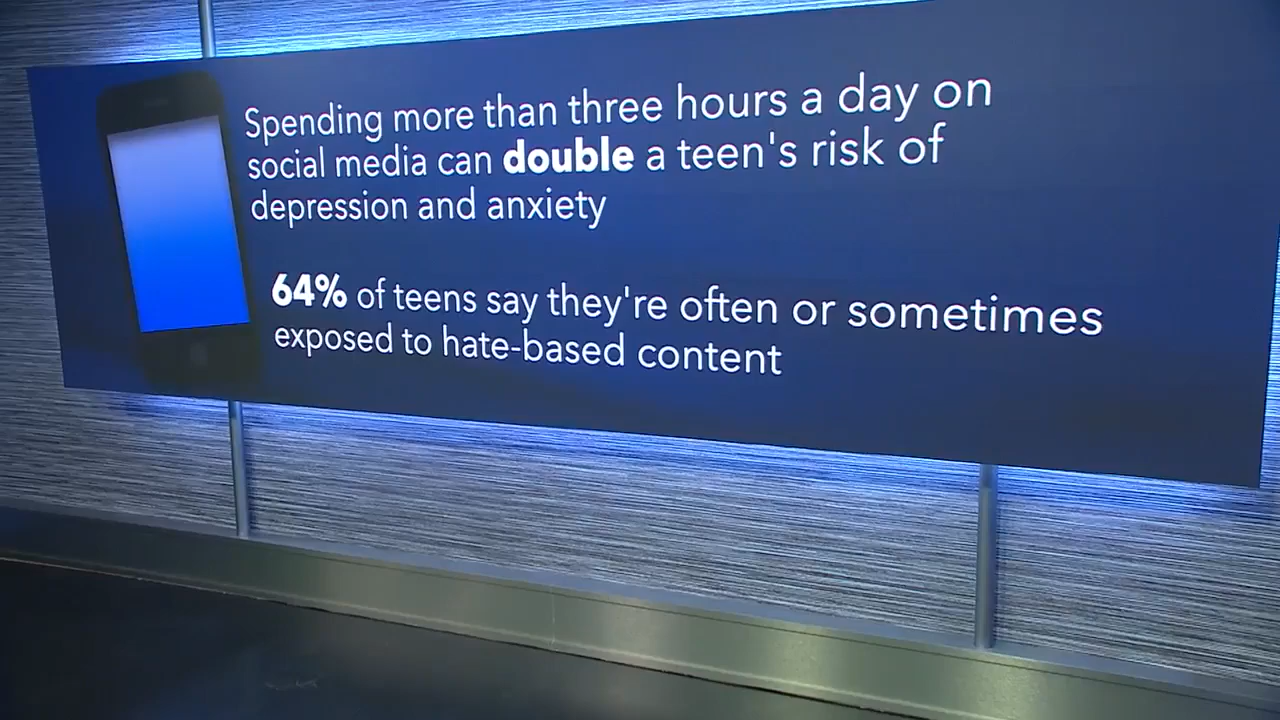 Spending more than three hours a day on
social media can double a teen's risk of
depression and anxiety
64% of teens say they're often or sometimes
exposed to hate-based content